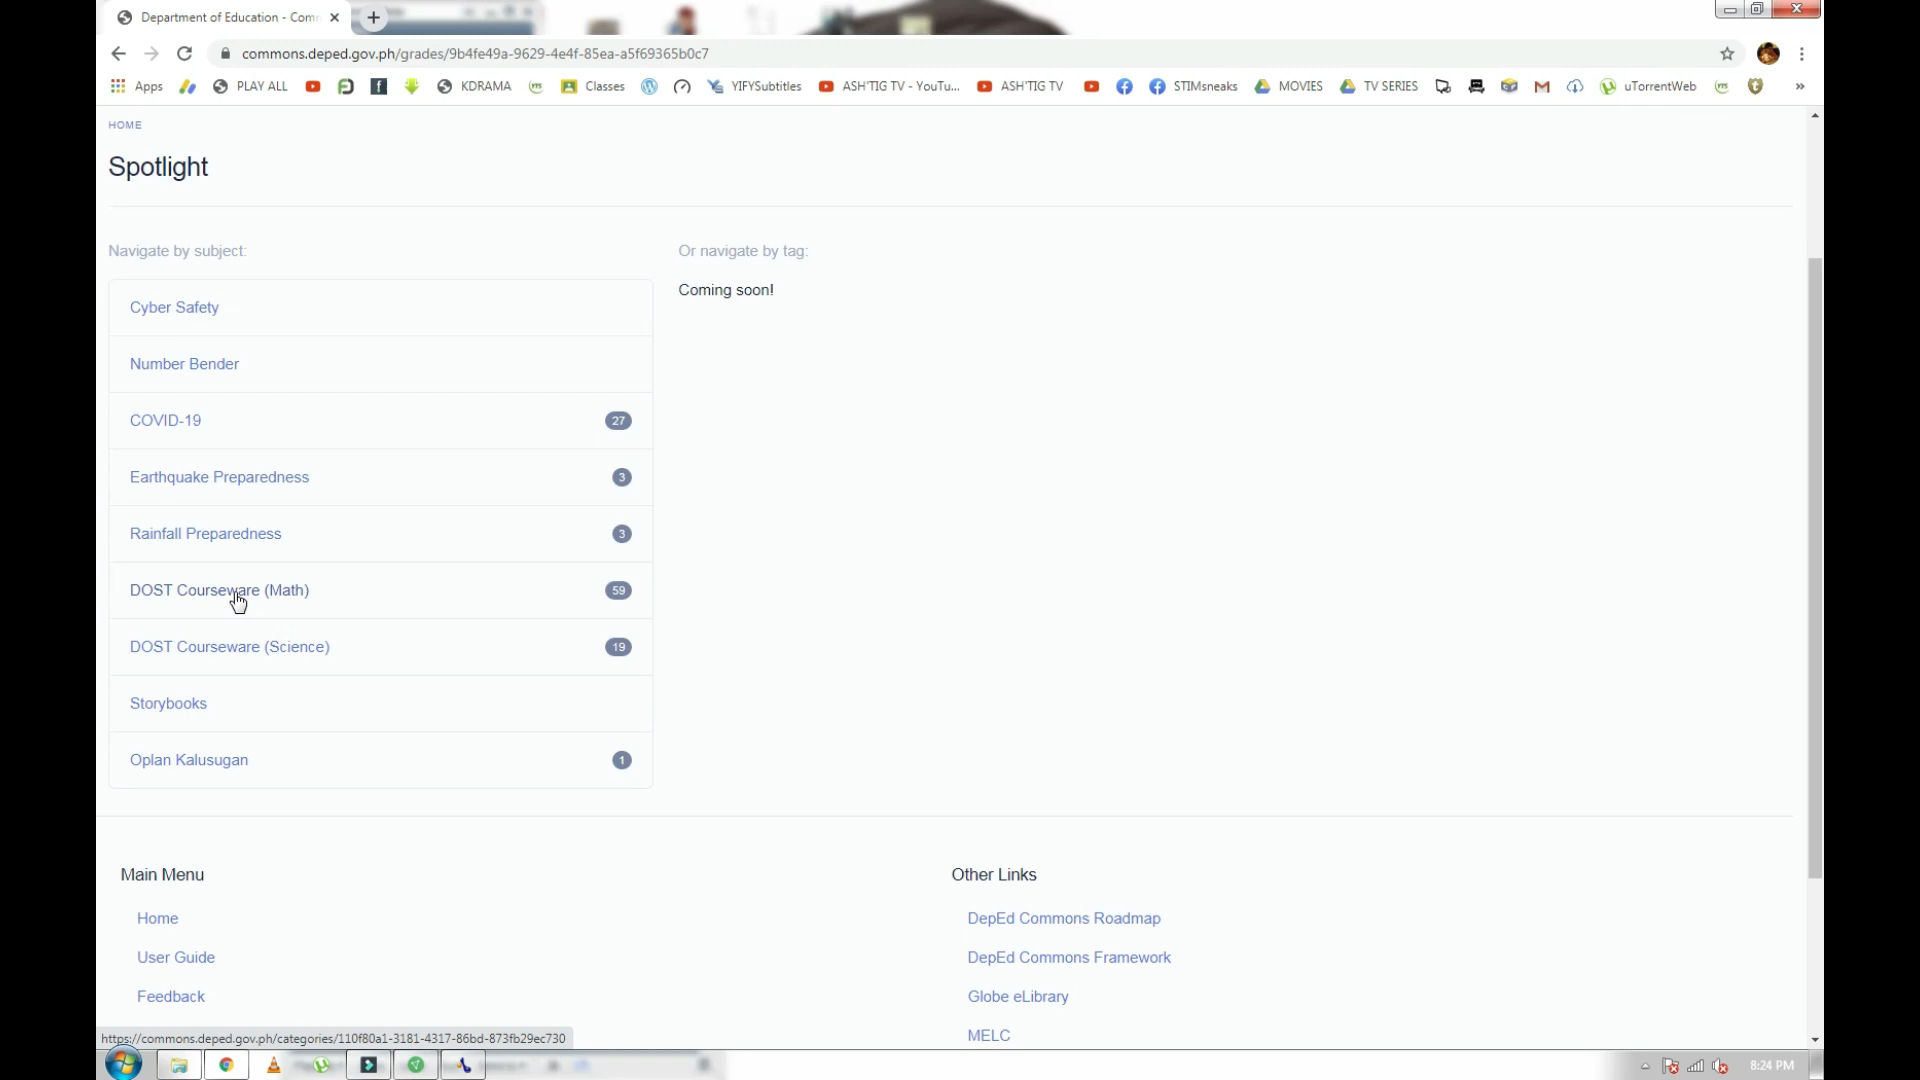 Department of Education - Com
commons.deped.gov.ph/grades/9b4fe49a-9629-4e4f-85ea-a5f69365b0c7
Apps PLAY ALL KDRAMA Classes YIFYSubtitles ASH'TIG TV - YouTu... ASH'TIG TV STIMsneaks MOVIES TV SERIES uTorrentWeb »
HOME
Spotlight
Navigate by subject:
Or navigate by tag:
Coming soon!
Cyber Safety
Number Bender
COVID-19 27
Earthquake Preparedness 3
Rainfall Preparedness 3
DOST Courseware (Math) 59
DOST Courseware (Science) 19
Storybooks
Oplan Kalusugan 1
Main Menu
Home
User Guide
Feedback
Other Links
DepEd Commons Roadmap
DepEd Commons Framework
Globe eLibrary
MELC
https://commons.deped.gov.ph/categories/110f80a1-3181-4317-86bd-873fb29ec730
8:24 PM